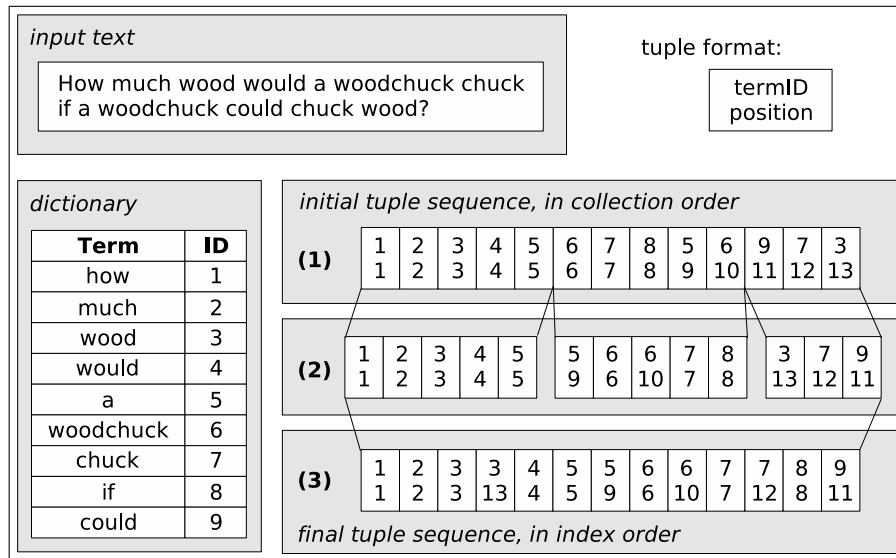 input text
How much wood would a woodchuck chuck
if a woodchuck could chuck wood?
tuple format:
termID
position
dictionary
Term ID
how 1
much 2
wood 3
would 4
a 5
woodchuck 6
chuck 7
if 8
could 9
initial tuple sequence, in collection order
(1)
1 2 3 4 5 6 7 8 5 6 9 7 3
1 2 3 4 5 6 7 8 9 10 11 12 13
(2)
1 2 3 4 5 5 6 6 7 8 3 7 9
1 2 3 4 5 9 6 10 7 8 13 12 11
(3)
1 2 3 3 4 5 5 6 6 7 7 8 9
1 2 3 13 4 5 9 6 10 7 12 8 11
final tuple sequence, in index order